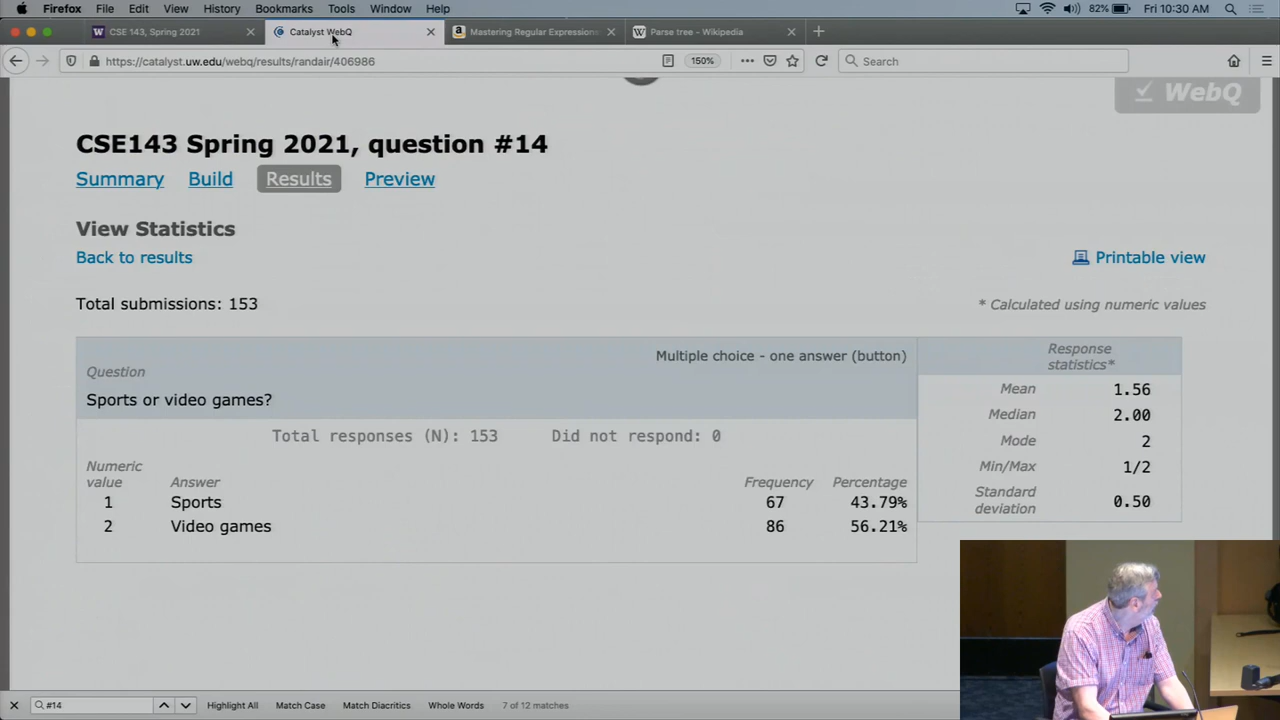 Firefox File Edit View History Bookmarks Tools Window Help 82% Fri 10:30 AM
CSE 143, Spring 2021 Catalyst WebQ Mastering Regular Expressions Parse tree - Wikipedia
https://catalyst.uw.edu/webq/results/randair/406986 150% Search
WebQ
CSE143 Spring 2021, question #14
Summary Build Results Preview
View Statistics
Back to results Printable view
Total submissions: 153 * Calculated using numeric values
Multiple choice - one answer (button)
Question
Sports or video games?
Total responses (N): 153 Did not respond: 0
Numeric value Answer Frequency Percentage
1 Sports 67 43.79%
2 Video games 86 56.21%
Response
statistics*
Mean 1.56
Median 2.00
Mode 2
Min/Max 1/2
Standard
deviation 0.50
#14 Highlight All Match Case Match Diacritics Whole Words 7 of 12 matches